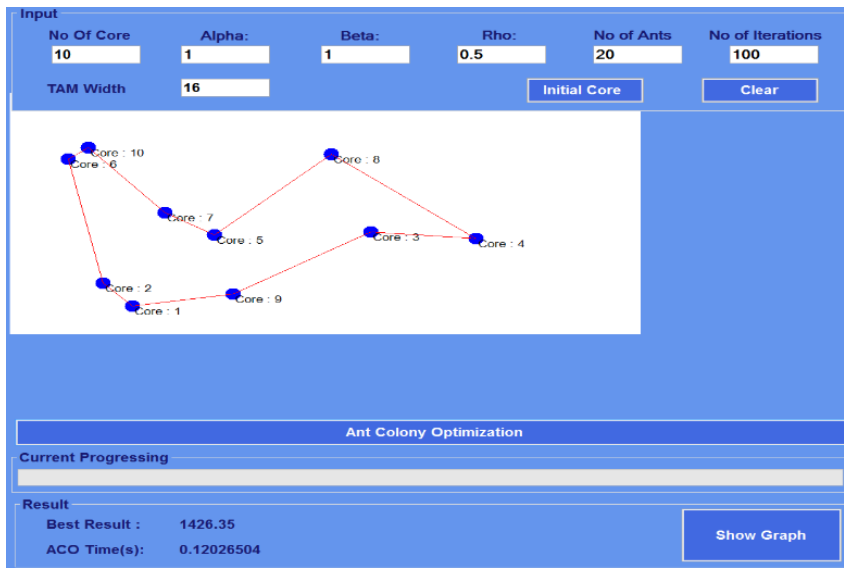 Input
No Of Core Alpha: Beta: Rho: No of Ants No of Iterations
10 1 1 0.5 20 100
TAM Width 16 Initial Core Clear
Core : 10
Core : 6
Core : 8
Core : 7
Core : 5
Core : 3
Core : 4
Core : 2
Core : 9
Core : 1
Ant Colony Optimization
Current Progressing
Result
Best Result : 1426.35
Show Graph
ACO Time(s): 0.12026504